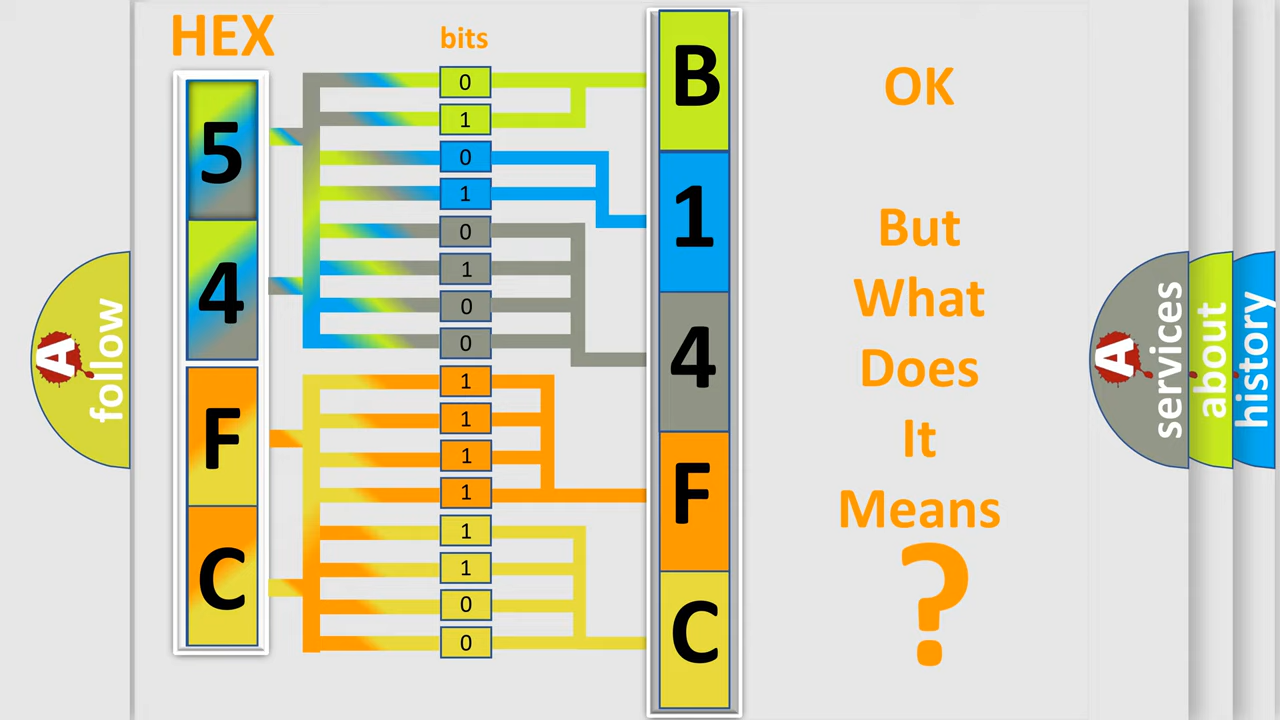 HEX
bits
5
4
F
C
0
1
0
1
0
1
0
0
1
1
1
1
1
1
0
0
B
1
4
F
C
OK
But
What
Does
It
Means
?
A
follow
A
services
about
history